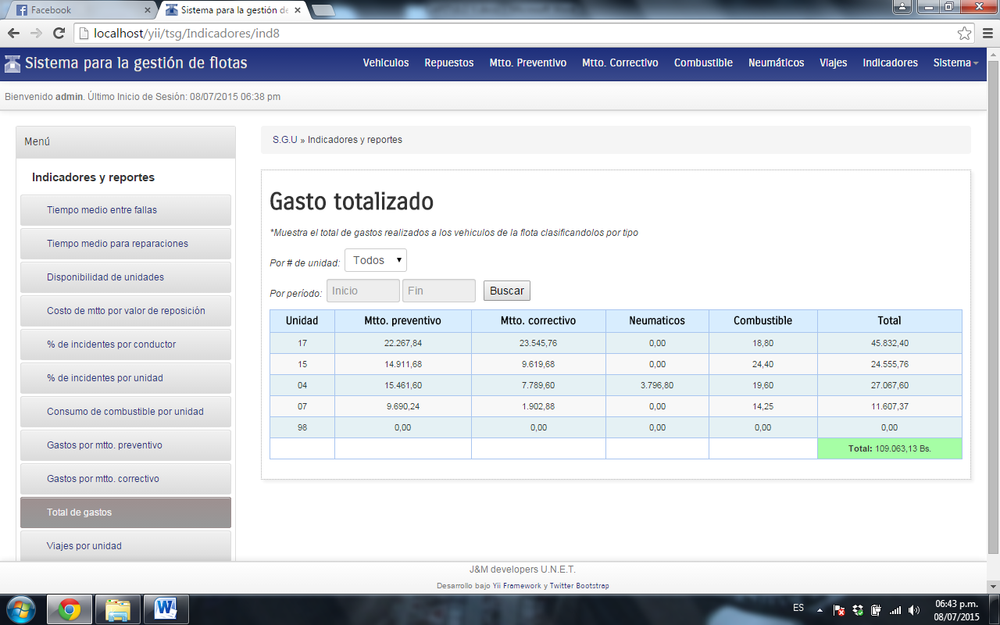 Facebook
Sistema para la gestión de
localhost/yii/tsg/Indicadores/ind8
Sistema para la gestión de flotas
Vehiculos Repuestos Mtto. Preventivo Mtto. Correctivo Combustible Neumáticos Viajes Indicadores Sistema
Bienvenido admin. Último Inicio de Sesión: 08/07/2015 06:38 pm
Menú
Indicadores y reportes
Tiempo medio entre fallas
Tiempo medio para reparaciones
Disponibilidad de unidades
Costo de mtto por valor de reposición
% de incidentes por conductor
% de incidentes por unidad
Consumo de combustible por unidad
Gastos por mtto. preventivo
Gastos por mtto. correctivo
Total de gastos
Viajes por unidad
S.G.U » Indicadores y reportes
Gasto totalizado
*Muestra el total de gastos realizados a los vehiculos de la flota clasificandolos por tipo
Por # de unidad: Todos
Por período: Inicio Fin Buscar
Unidad Mtto. preventivo Mtto. correctivo Neumaticos Combustible Total
17 22.267,84 23.545,76 0,00 18,80 45.832,40
15 14.911,68 9.619,68 0,00 24,40 24.555,76
04 15.461,60 7.789,60 3.796,80 19,60 27.067,60
07 9.690,24 1.902,88 0,00 14,25 11.607,37
98 0,00 0,00 0,00 0,00 0,00
Total: 109.063,13 Bs.
J&M developers U.N.E.T.
Desarrollo bajo Yii Framework y Twitter Bootstrap
ES
06:43 p.m.
08/07/2015